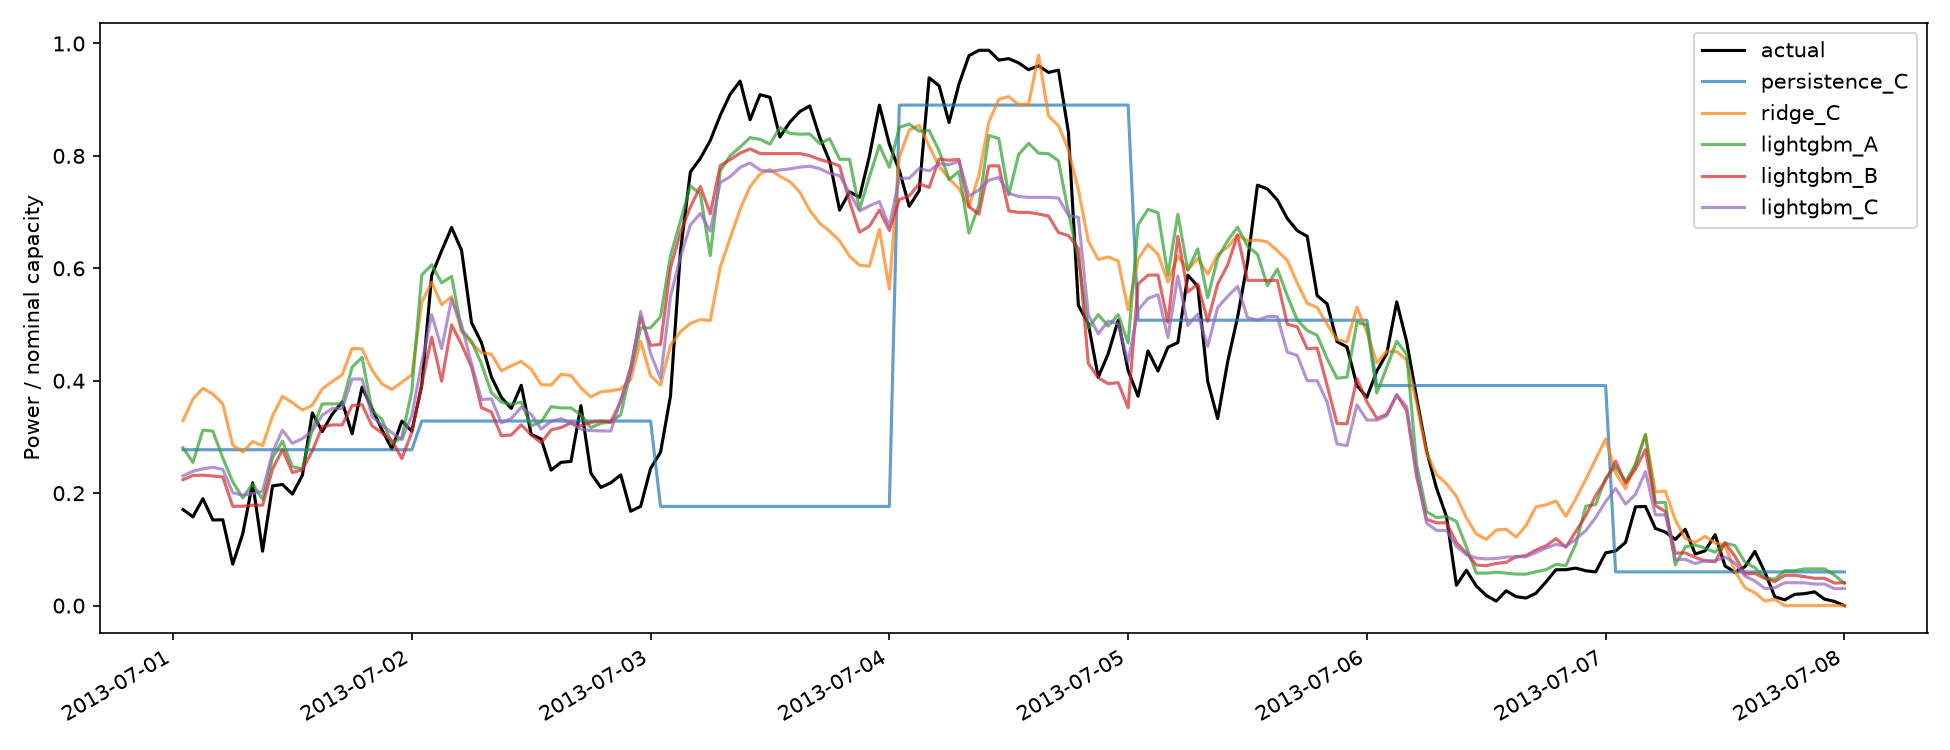 1.0
0.8
0.6
0.4
0.2
0.0
Power / nominal capacity
actual
persistence_C
ridge_C
lightgbm_A
lightgbm_B
lightgbm_C
2013-07-01
2013-07-02
2013-07-03
2013-07-04
2013-07-05
2013-07-06
2013-07-07
2013-07-08